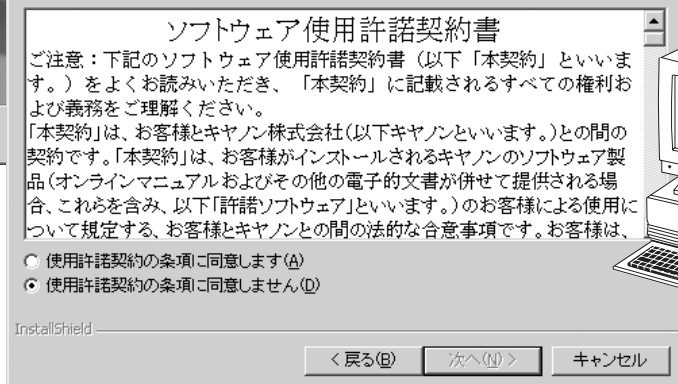 ソフトウェア使用許諾契約書
ご注意：下記のソフトウェア使用許諾契約書（以下「本契約」といいま
す。）をよくお読みいただき、「本契約」に記載されるすべての権利お
よび義務をご理解ください。
「本契約」は、お客様とキヤノン株式会社(以下キヤノンといいます。)との間の
契約です。「本契約」は、お客様がインストールされるキヤノンのソフトウェア製
品(オンラインマニュアルおよびその他の電子的文書が併せて提供される場
合、これらを含み、以下「許諾ソフトウェア」といいます。)のお客様による使用に
ついて規定する、お客様とキヤノンとの間の法的な合意事項です。お客様は、
使用許諾契約の条項に同意します(A)
使用許諾契約の条項に同意しません(D)
InstallShield
< 戻る(B)
次へ(N) >
キャンセル